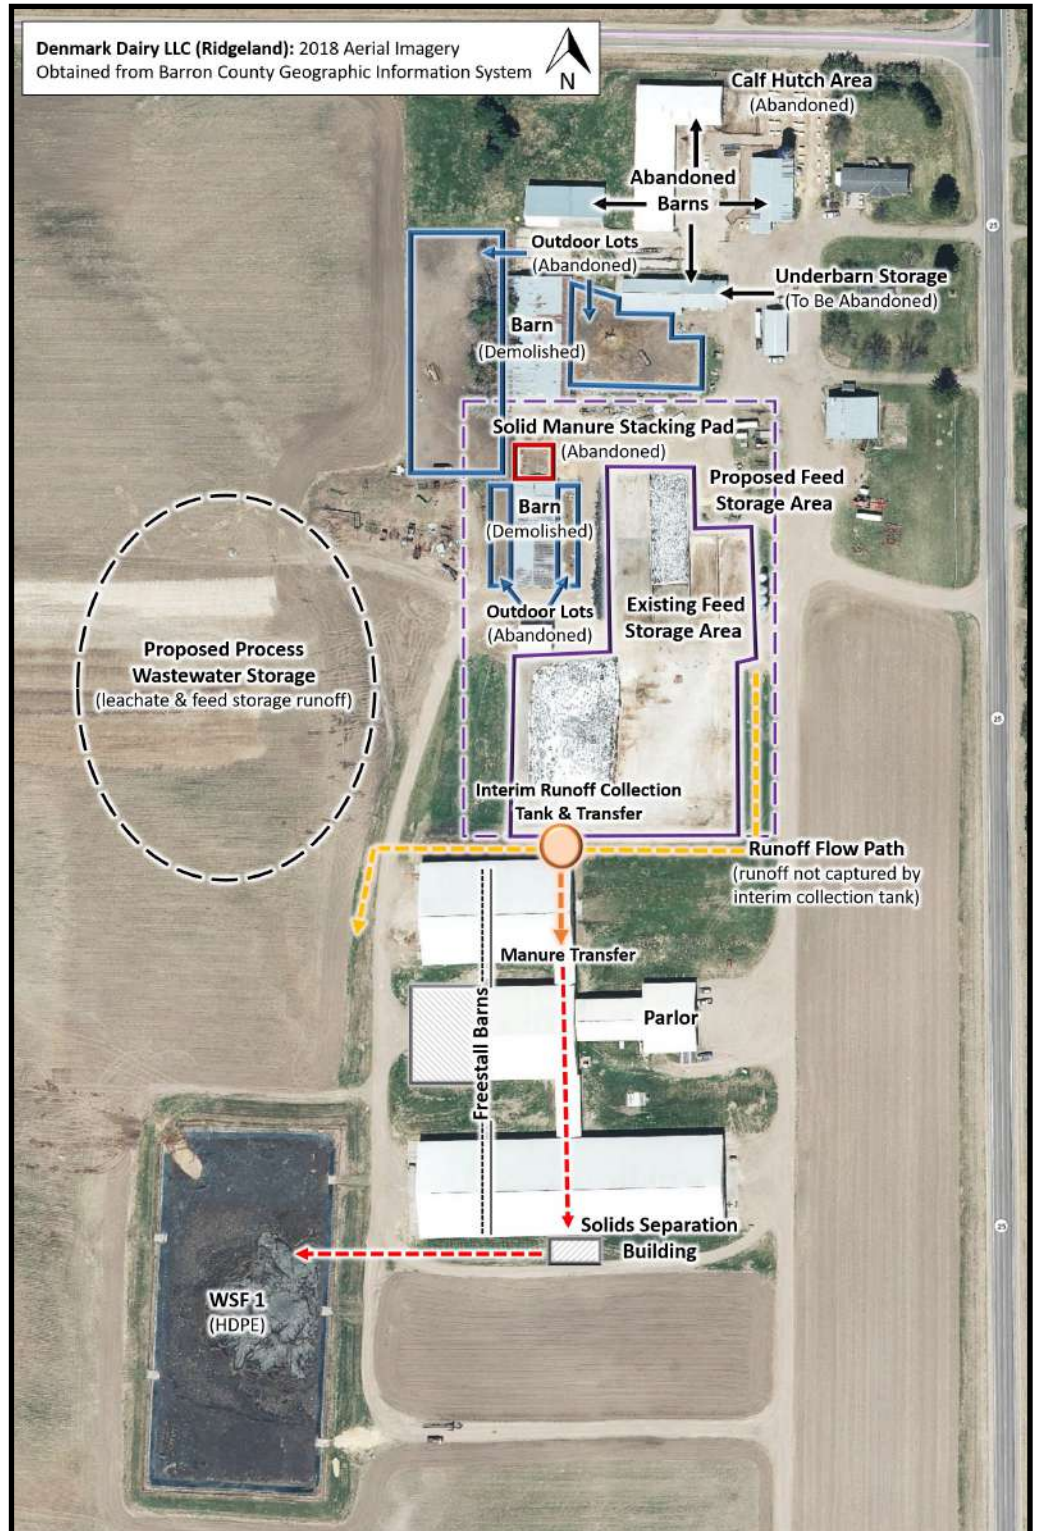 Denmark Dairy LLC (Ridgeland): 2018 Aerial Imagery
Obtained from Barron County Geographic Information System
N
Calf Hutch Area
(Abandoned)
Abandoned
Barns
25
Outdoor Lots
(Abandoned)
Underbarn Storage
(To Be Abandoned)
Barn
(Demolished)
Solid Manure Stacking Pad
(Abandoned)
Proposed Feed
Storage Area
Barn
(Demolished)
Existing Feed
Storage Area
Outdoor Lots
(Abandoned)
Proposed Process
Wastewater Storage
(leachate & feed storage runoff)
25
Interim Runoff Collection
Tank & Transfer
Runoff Flow Path
(runoff not captured by
interim collection tank)
Manure Transfer
Parlor
Freestall Barns
Solids Separation
Building
25
WSF 1
(HDPE)